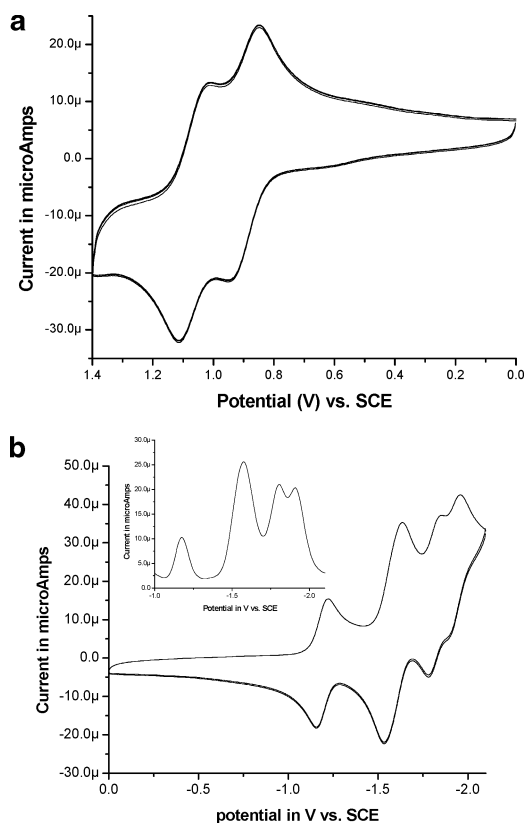 a
20.0µ
10.0µ
0.0
-10.0µ
-20.0µ
-30.0µ
Current in microAmps
1.4 1.2 1.0 0.8 0.6 0.4 0.2 0.0
Potential (V) vs. SCE
b
50.0µ
40.0µ
30.0µ
20.0µ
10.0µ
0.0
-10.0µ
-20.0µ
-30.0µ
Current in microAmps
0.0 -0.5 -1.0 -1.5 -2.0
potential in V vs. SCE
30.0µ
25.0µ
20.0µ
15.0µ
10.0µ
5.0µ
0.0
Current in microAmps
-1.0 -1.5 -2.0
Potential in V vs. SCE